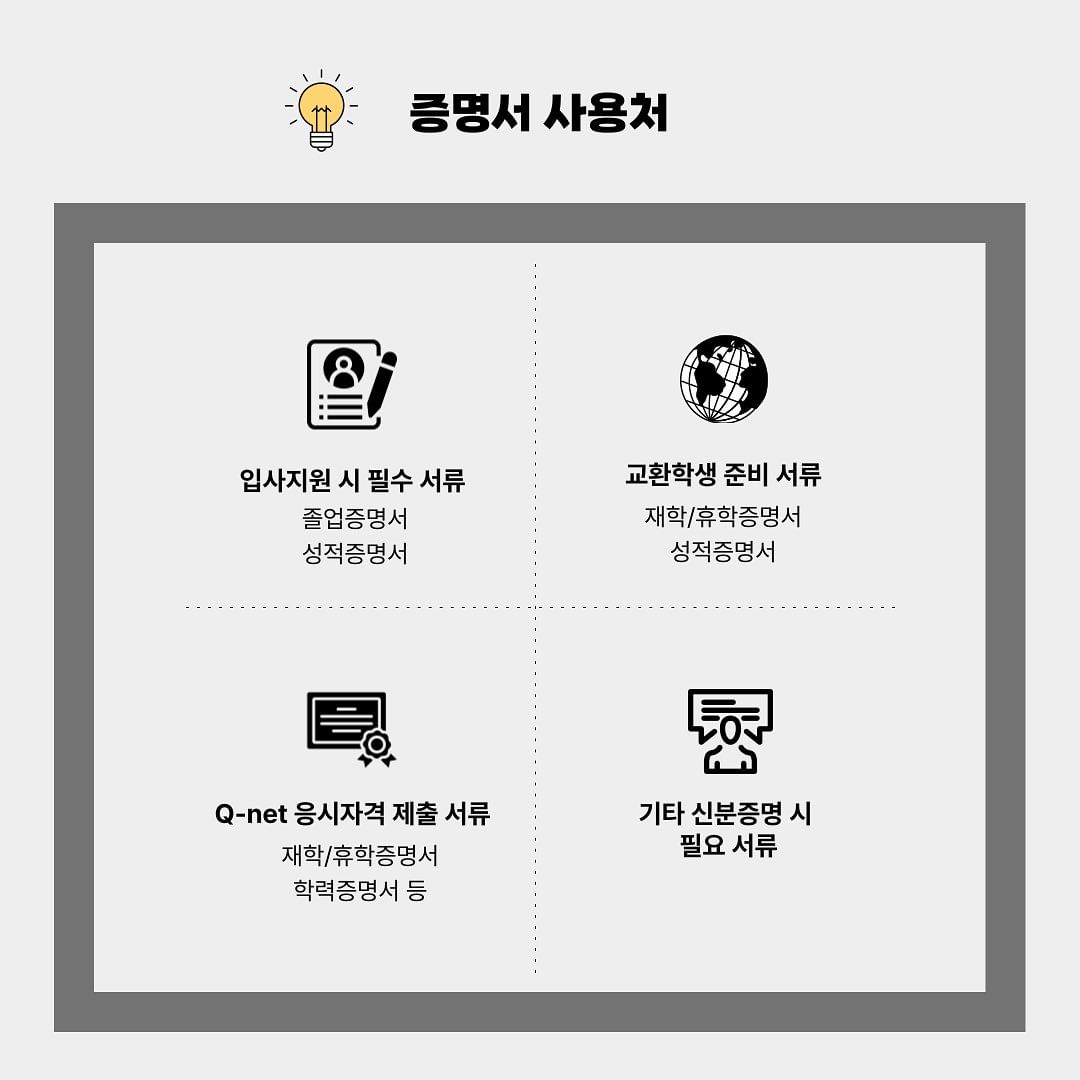 증명서 사용처
입사지원 시 필수 서류
졸업증명서
성적증명서
교환학생 준비 서류
재학/휴학증명서
성적증명서
Q-net 응시자격 제출 서류
재학/휴학증명서
학력증명서 등
기타 신분증명 시
필요 서류